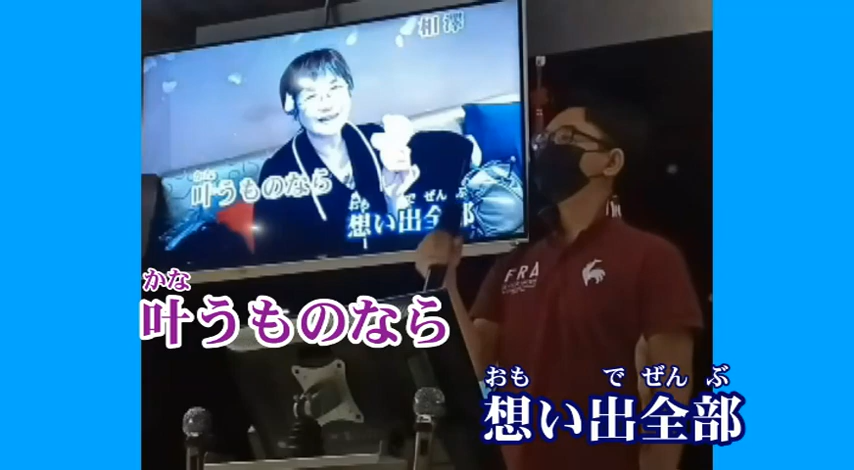 相澤
かな
叶うものなら
おも で ぜん ぶ
想い出全部
FRA
かな
叶うものなら
おも で ぜん ぶ
想い出全部